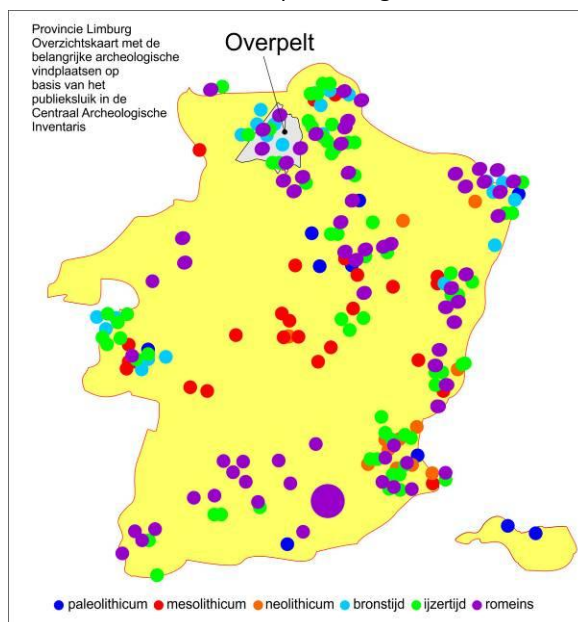 Provincie Limburg
Overzichtskaart met de
belangrijke archeologische
vindplaatsen op
basis van het
publieksluik in de
Centraal Archeologische
Inventaris
Overpelt
paleolithicum mesolithicum neolithicum bronstijd ijzertijd romeins